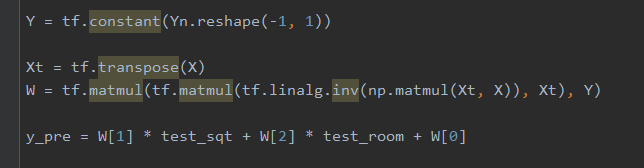 Y = tf.constant(Yn.reshape(-1, 1))
Xt = tf.transpose(X)
W = tf.matmul(tf.matmul(tf.linalg.inv(np.matmul(Xt, X)), Xt), Y)
y_pre = W[1] * test_sqt + W[2] * test_room + W[0]